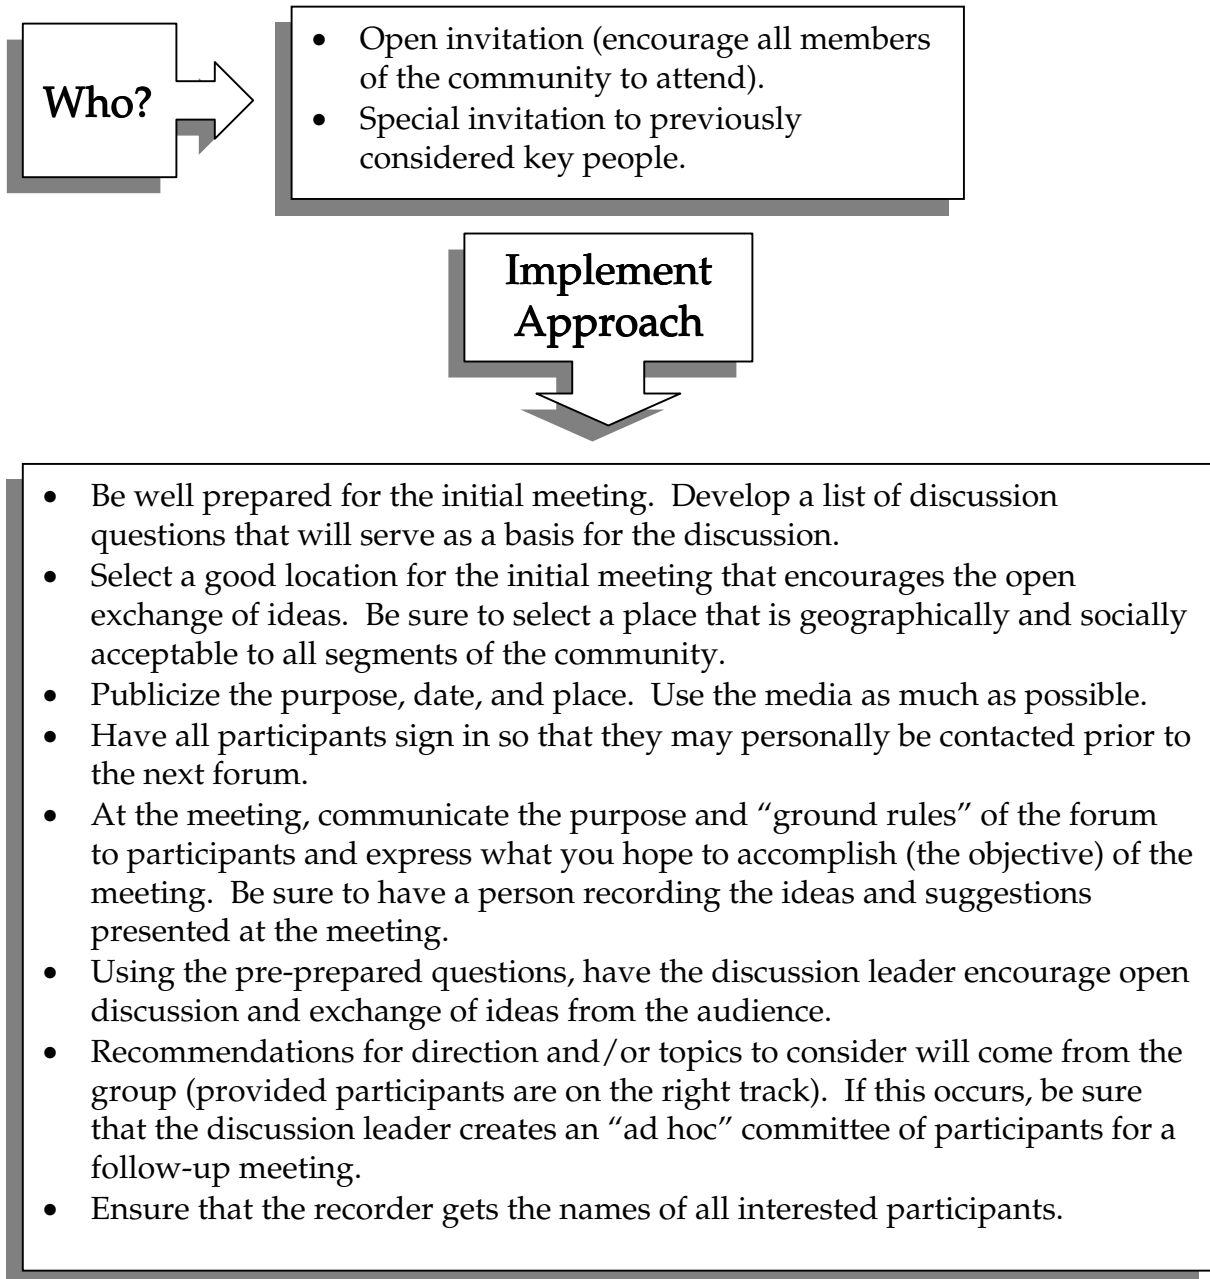 Who?
• Open invitation (encourage all members
of the community to attend).
• Special invitation to previously
considered key people.
Implement
Approach
• Be well prepared for the initial meeting.  Develop a list of discussion
questions that will serve as a basis for the discussion.
• Select a good location for the initial meeting that encourages the open
exchange of ideas.  Be sure to select a place that is geographically and socially
acceptable to all segments of the community.
• Publicize the purpose, date, and place.  Use the media as much as possible.
• Have all participants sign in so that they may personally be contacted prior to
the next forum.
• At the meeting, communicate the purpose and “ground rules” of the forum
to participants and express what you hope to accomplish (the objective) of the
meeting.  Be sure to have a person recording the ideas and suggestions
presented at the meeting.
• Using the pre-prepared questions, have the discussion leader encourage open
discussion and exchange of ideas from the audience.
• Recommendations for direction and/or topics to consider will come from the
group (provided participants are on the right track).  If this occurs, be sure
that the discussion leader creates an “ad hoc” committee of participants for a
follow-up meeting.
• Ensure that the recorder gets the names of all interested participants.